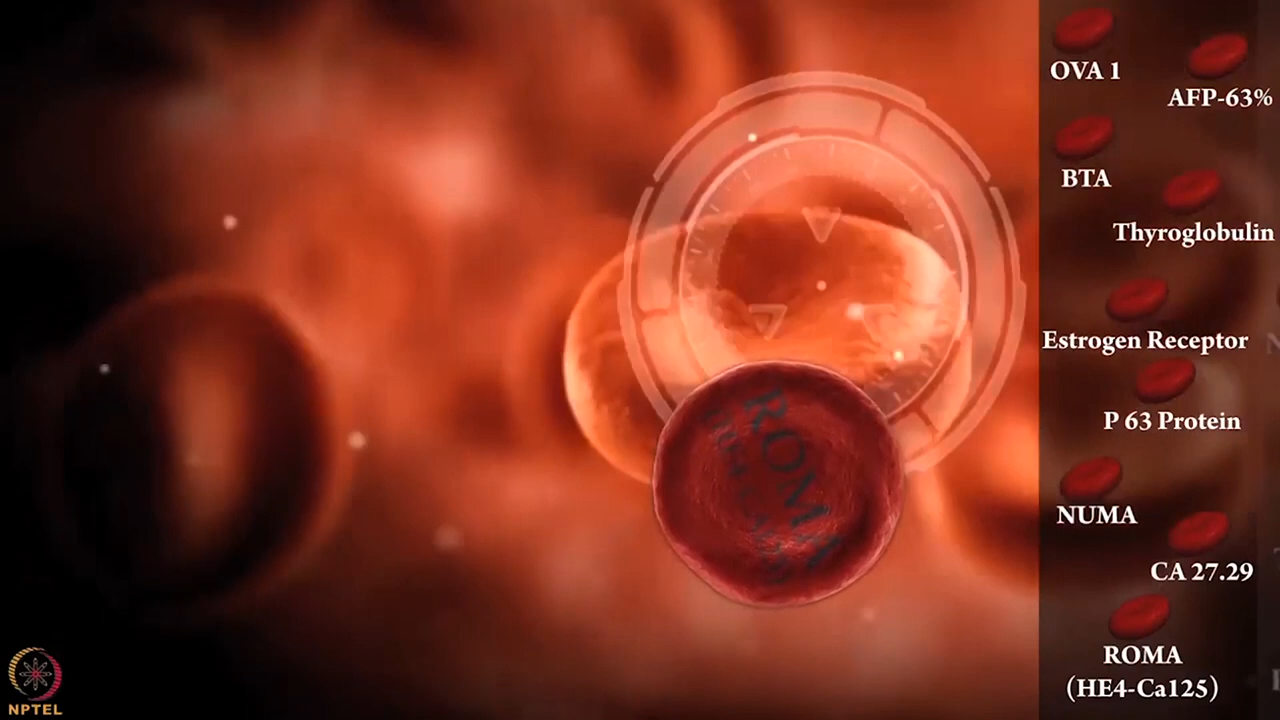 OVA 1
AFP-63%
BTA
Thyroglobulin
Estrogen Receptor
P 63 Protein
NUMA
CA 27.29
ROMA
(HE4-Ca125)
ROMA
NPTEL